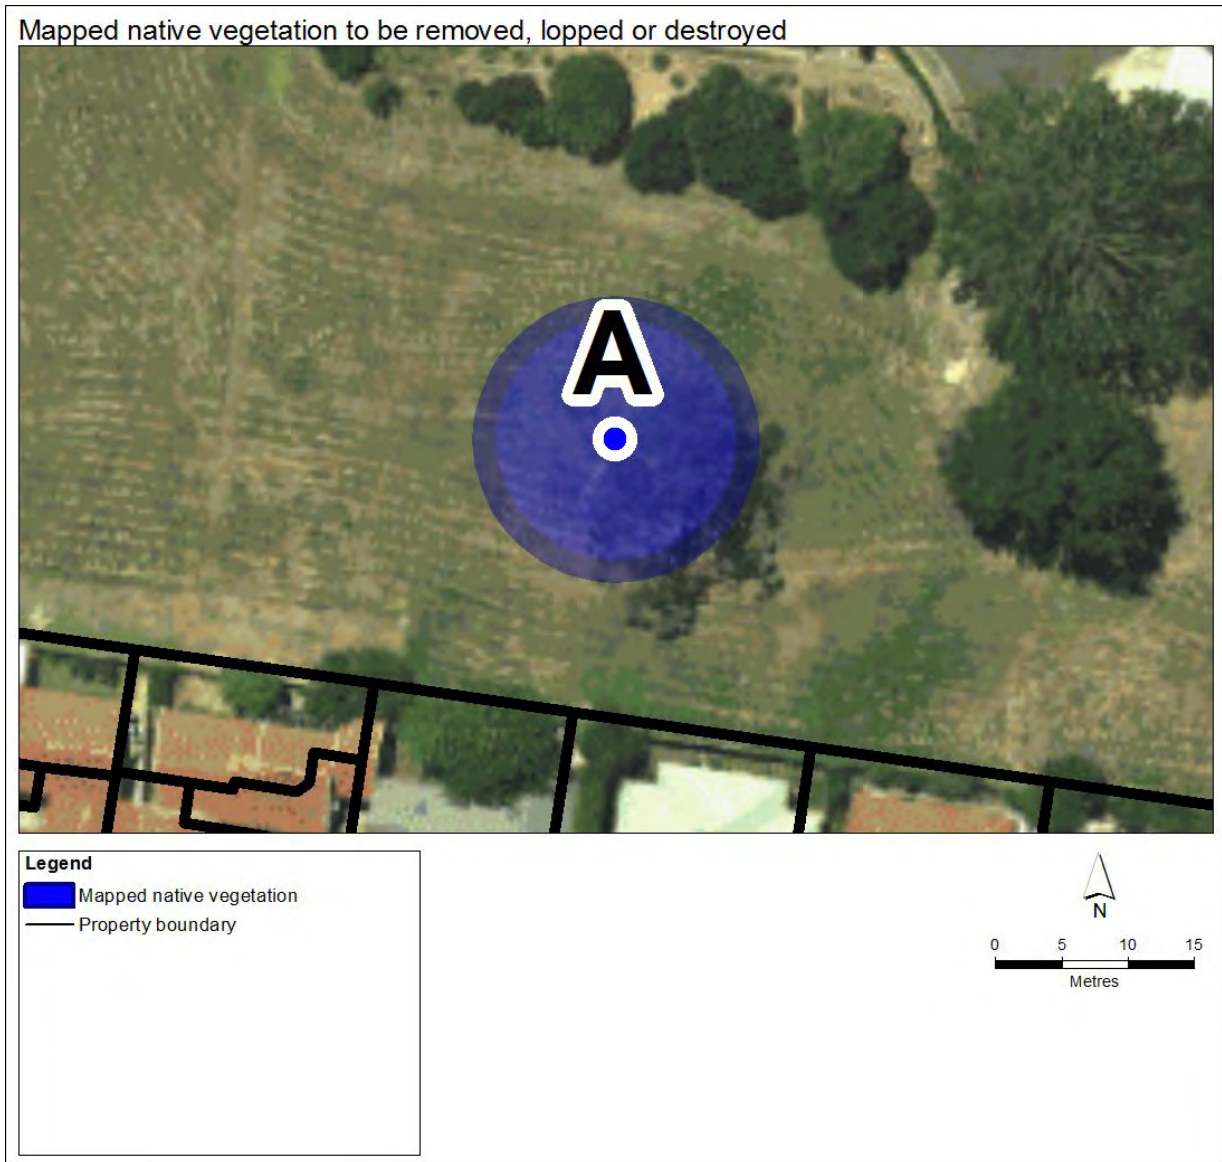 Mapped native vegetation to be removed, lopped or destroyed
A
Legend
Mapped native vegetation
Property boundary
N
0 5 10 15
Metres